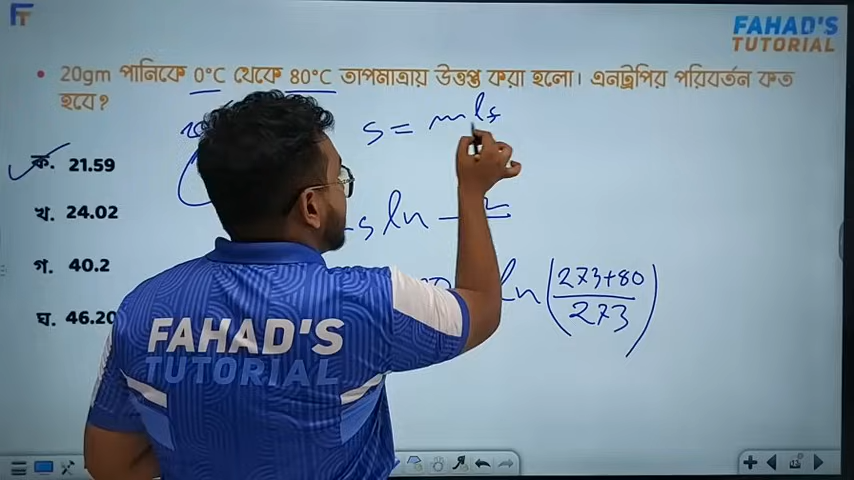 FT
FAHAD'S
TUTORIAL
20gm পানিকে 0°C থেকে 80°C তাপমাত্রায় উত্তপ্ত করা হলো। এনট্রপির পরিবর্তন কত
হবে?
ক. 21.59
খ. 24.02
গ. 40.2
ঘ. 46.20
s = mlf
s ln
ln (273+80
273)
FAHAD'S
TUTORIAL